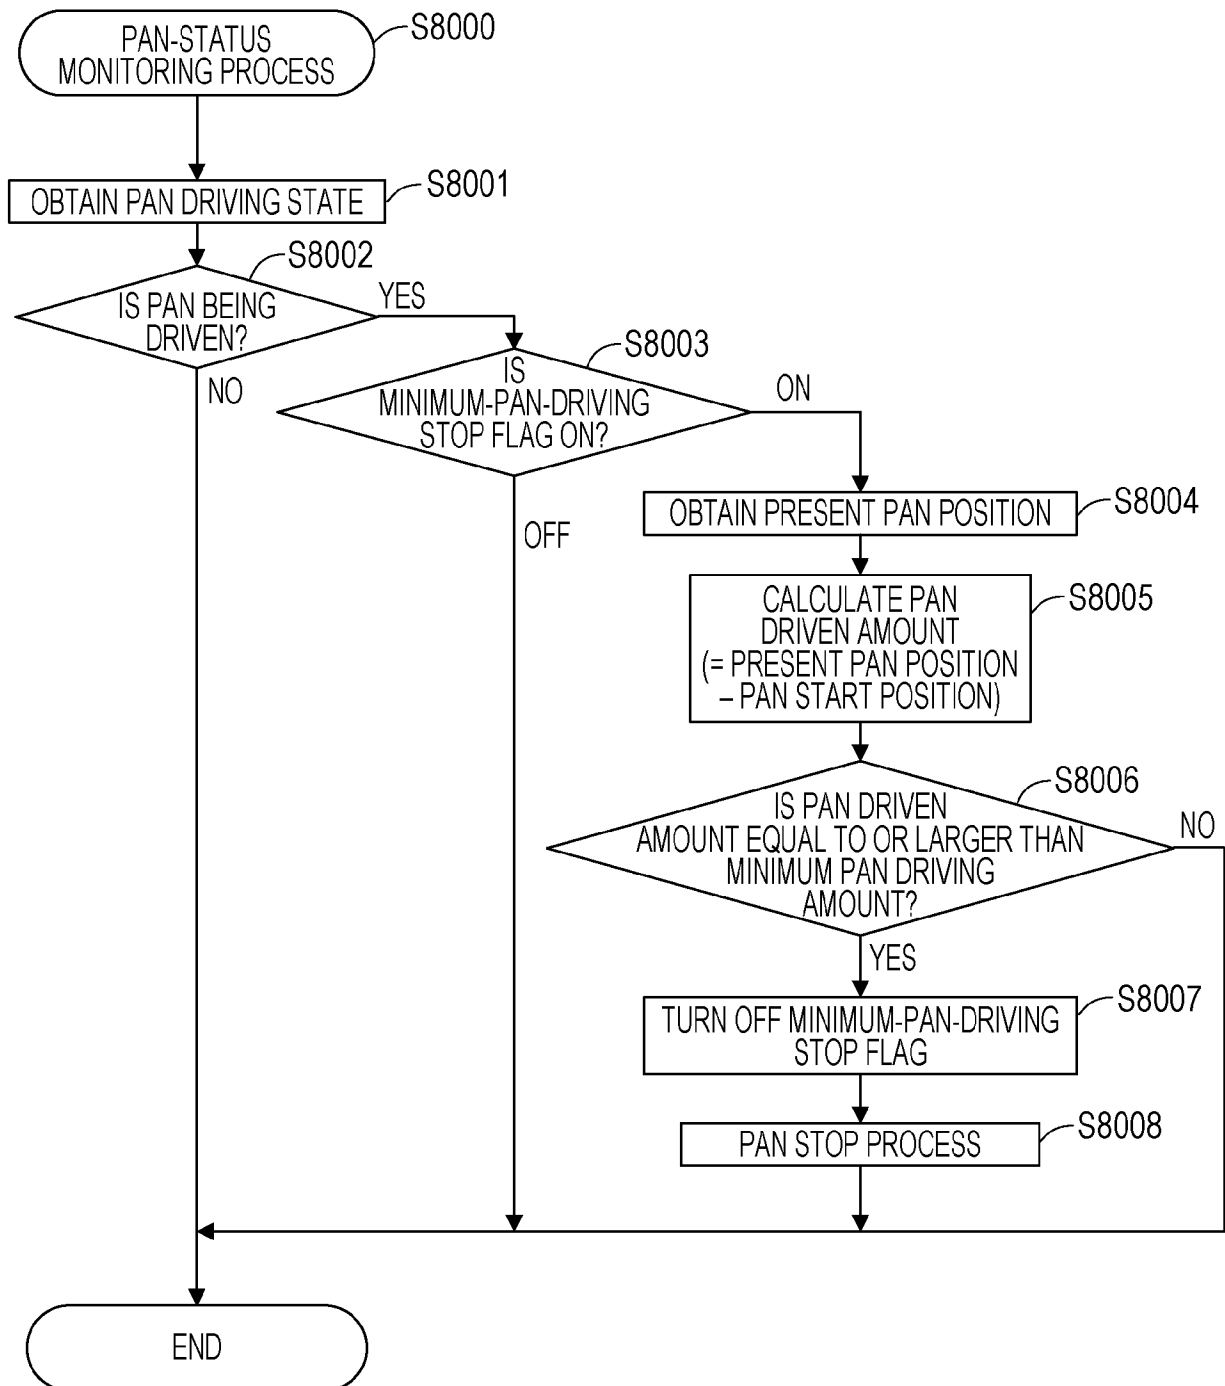 PAN-STATUS
MONITORING PROCESS
S8000
OBTAIN PAN DRIVING STATE
S8001
S8002
IS PAN BEING
DRIVEN?
YES
NO
S8003
IS
MINIMUM-PAN-DRIVING
STOP FLAG ON?
ON
OFF
OBTAIN PRESENT PAN POSITION
S8004
CALCULATE PAN
DRIVEN AMOUNT
(= PRESENT PAN POSITION
– PAN START POSITION)
S8005
S8006
IS PAN DRIVEN
AMOUNT EQUAL TO OR LARGER THAN
MINIMUM PAN DRIVING
AMOUNT?
NO
YES
TURN OFF MINIMUM-PAN-DRIVING
STOP FLAG
S8007
PAN STOP PROCESS
S8008
END